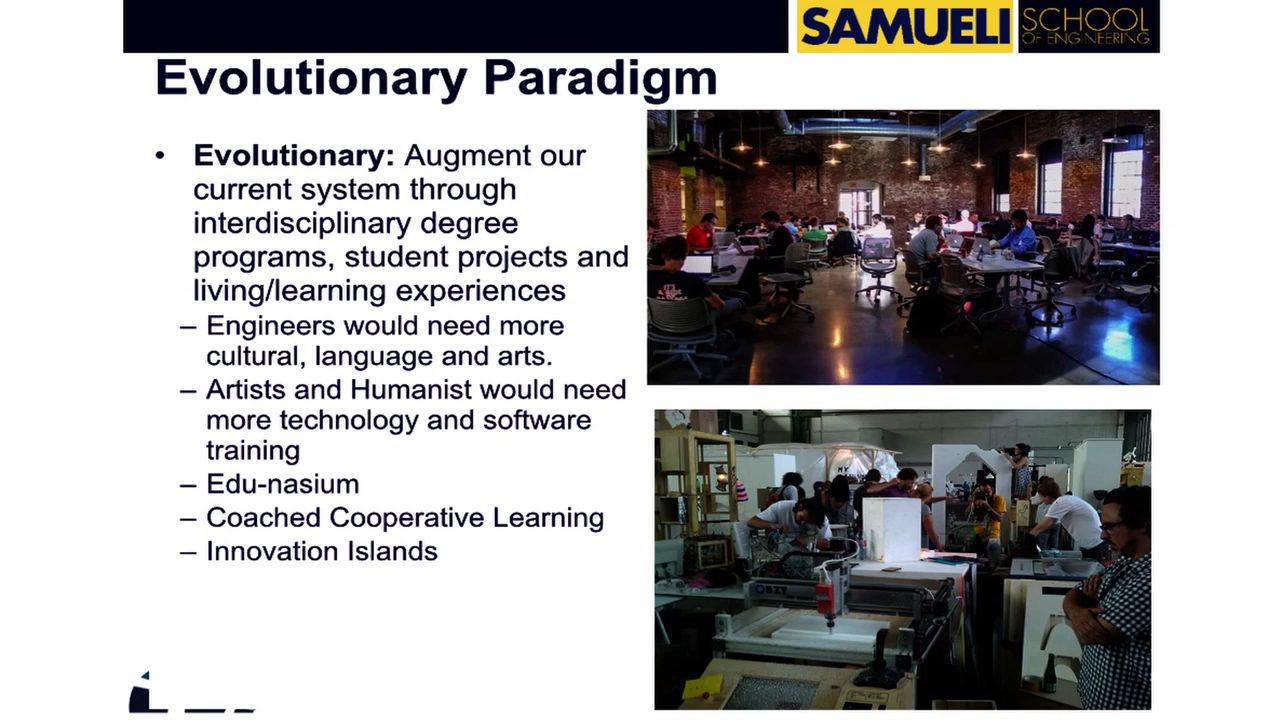 SAMUELI SCHOOL
OF ENGINEERING
Evolutionary Paradigm
• Evolutionary: Augment our
current system through
interdisciplinary degree
programs, student projects and
living/learning experiences
– Engineers would need more
cultural, language and arts.
– Artists and Humanist would need
more technology and software
training
– Edu-nasium
– Coached Cooperative Learning
– Innovation Islands
BZT